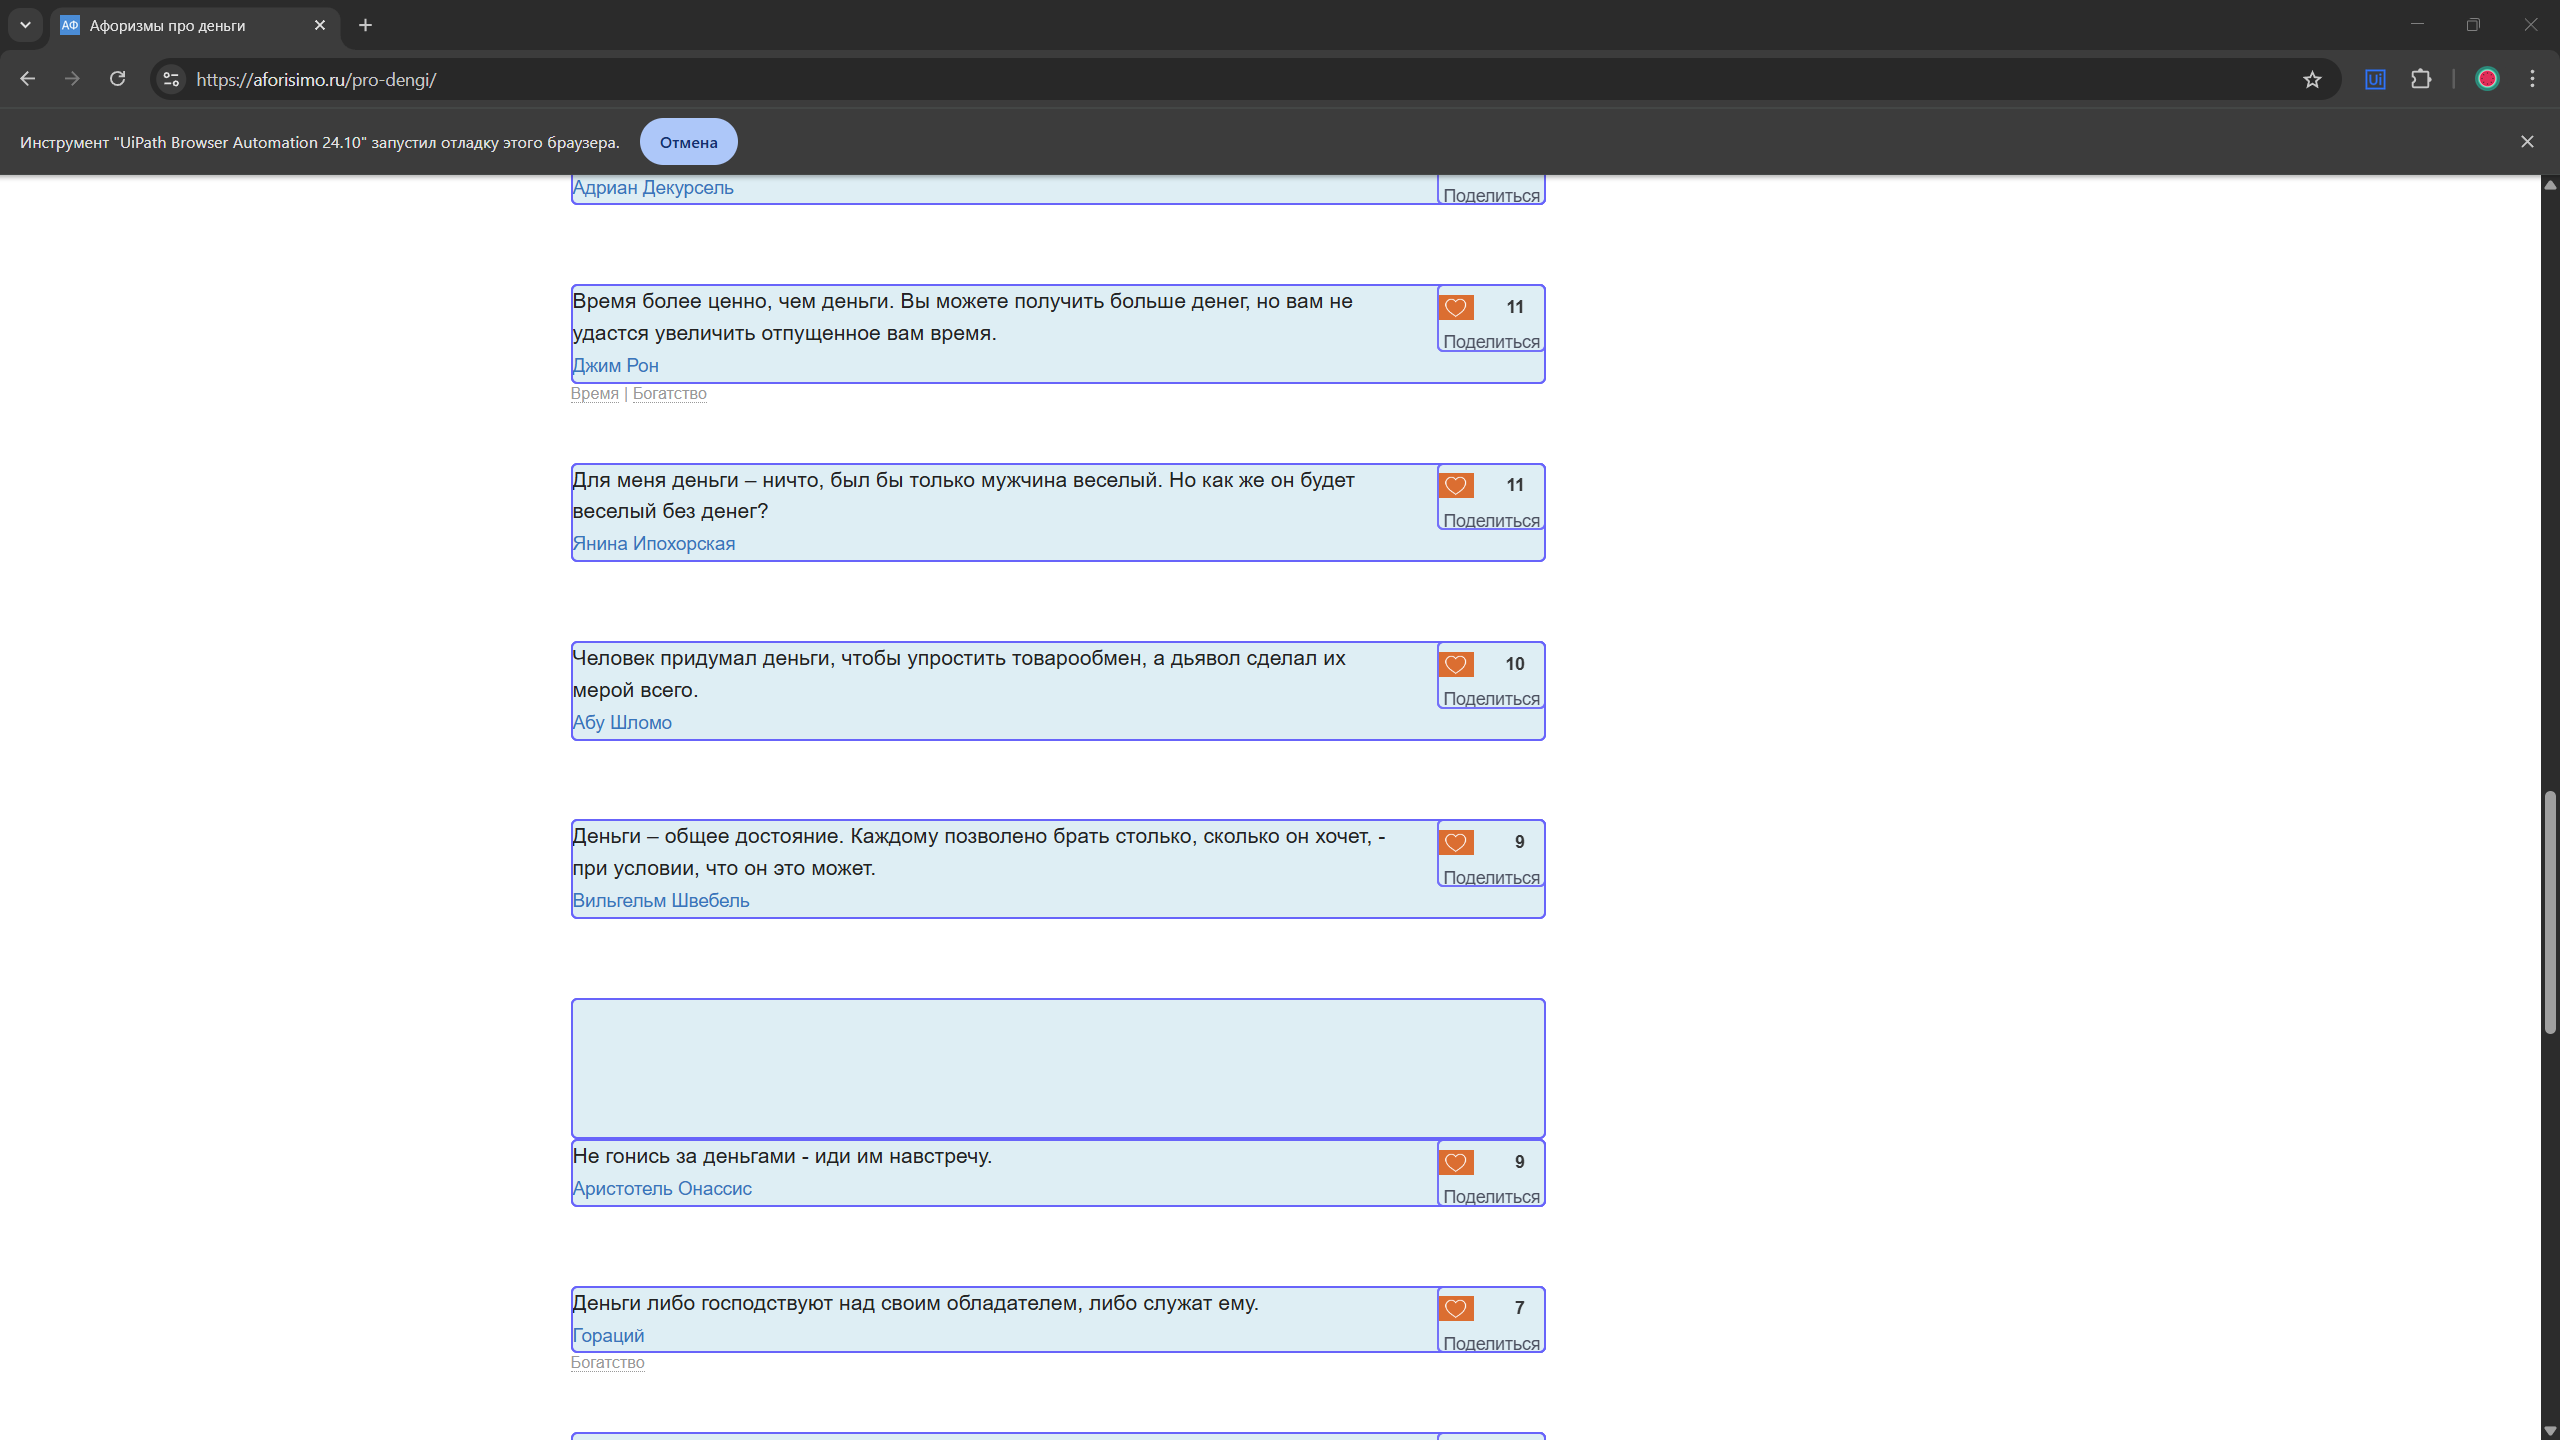 Афоризмы про деньги
https://aforisimo.ru/pro-dengi/
Инструмент "UiPath Browser Automation 24.10" запустил отладку этого браузера.
Отмена
Адриан Декурсель
Поделиться
Время более ценно, чем деньги. Вы можете получить больше денег, но вам не
удастся увеличить отпущенное вам время.
Джим Рон
11
Поделиться
Время | Богатство
Для меня деньги – ничто, был бы только мужчина веселый. Но как же он будет
веселый без денег?
Янина Ипохорская
11
Поделиться
Человек придумал деньги, чтобы упростить товарообмен, а дьявол сделал их
мерой всего.
Абу Шломо
10
Поделиться
Деньги – общее достояние. Каждому позволено брать столько, сколько он хочет, -
при условии, что он это может.
Вильгельм Швебель
9
Поделиться
Не гонись за деньгами - иди им навстречу.
Аристотель Онассис
9
Поделиться
Деньги либо господствуют над своим обладателем, либо служат ему.
Гораций
7
Поделиться
Богатство